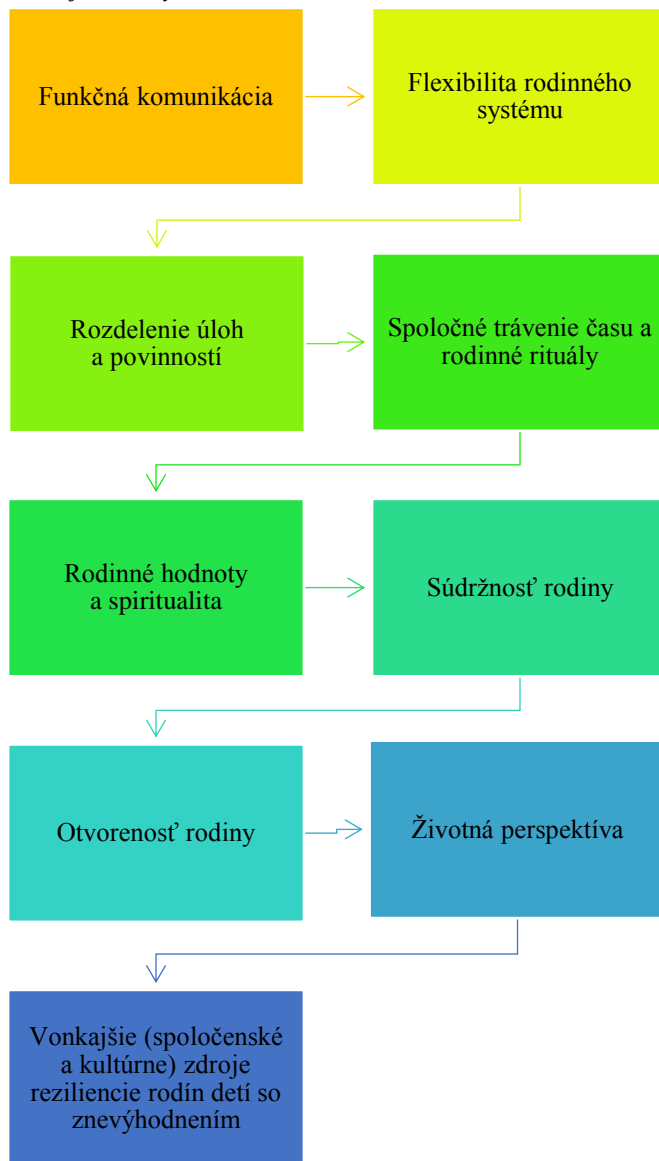 Funkčná komunikácia
Flexibilita rodinného
systému
Rozdelenie úloh
a povinností
Spoločné trávenie času a
rodinné rituály
Rodinné hodnoty
a spiritualita
Súdržnosť rodiny
Otvorenosť rodiny
Životná perspektíva
Vonkajšie (spoločenské
a kultúrne) zdroje
reziliencie rodín detí so
znevýhodnením